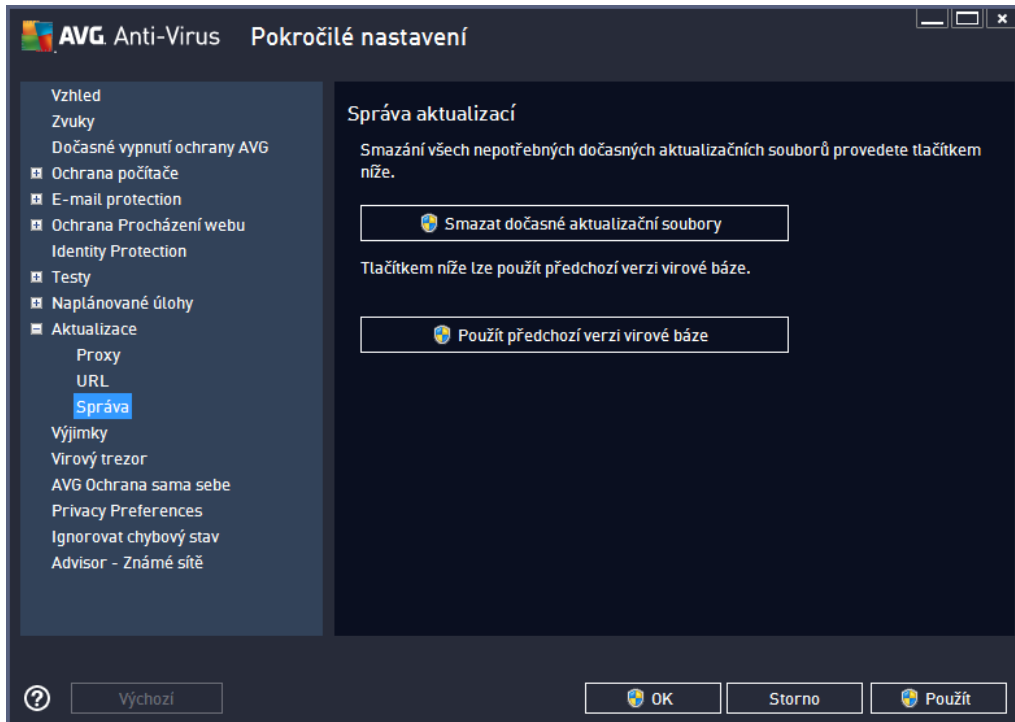 AVG. Anti-Virus Pokročilé nastavení
Vzhled
Zvuky
Dočasné vypnutí ochrany AVG
Ochrana počítače
E-mail protection
Ochrana Procházení webu
Identity Protection
Testy
Naplánované úlohy
Aktualizace
Proxy
URL
Správa
Výjimky
Virový trezor
AVG Ochrana sama sebe
Privacy Preferences
Ignorovat chybový stav
Advisor - Známé sítě
Správa aktualizací
Smazání všech nepotřebných dočasných aktualizačních souborů provedete tlačítkem
níže.
Smazat dočasné aktualizační soubory
Tlačítkem níže lze použít předchozí verzi virové báze.
Použít předchozí verzi virové báze
Výchozí
OK
Storno
Použít